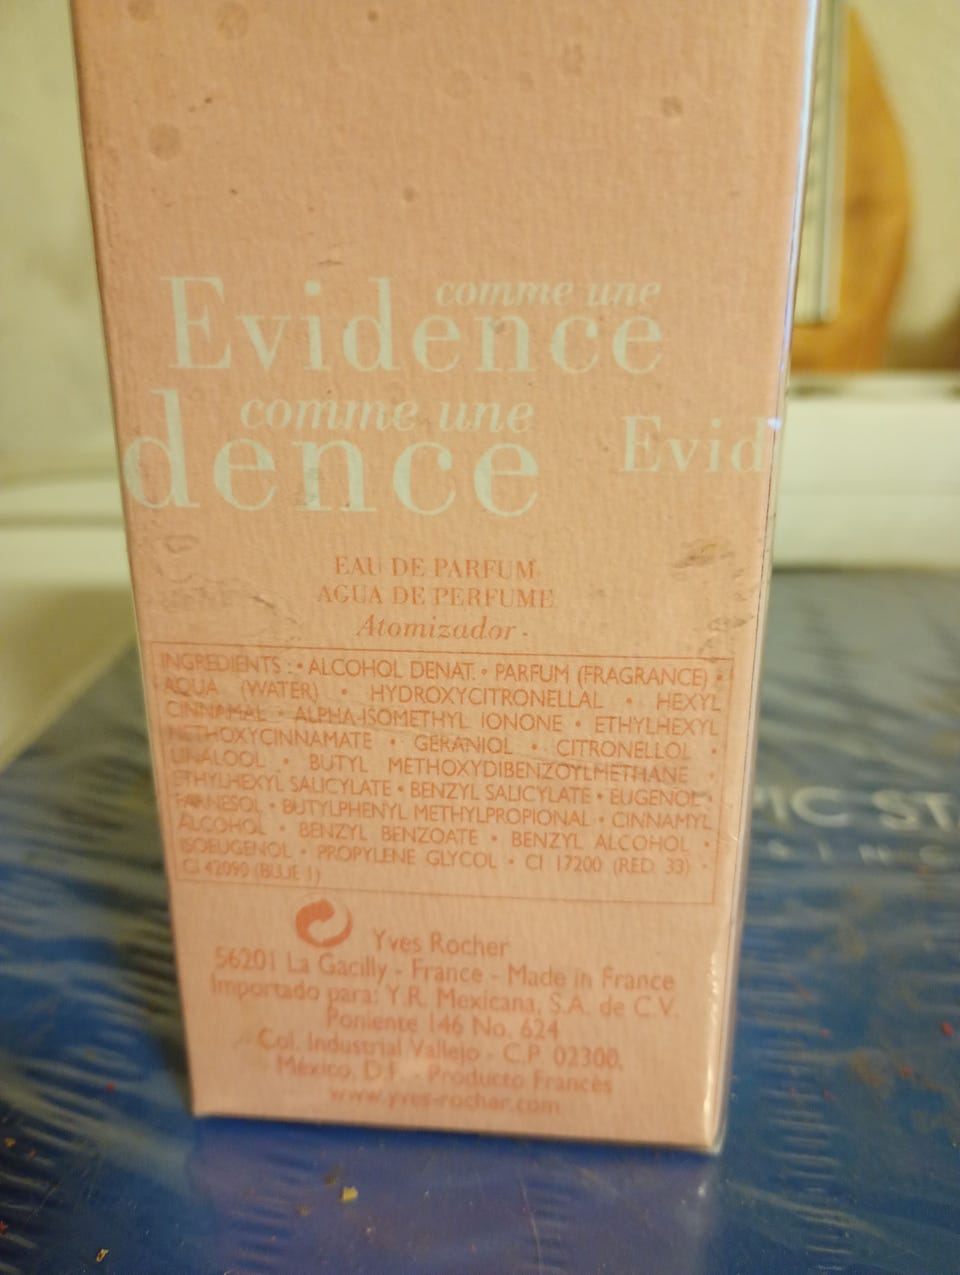 comme une
Evidence
comme une
dence
Evid
EAU DE PARFUM
AGUA DE PERFUME
Atomizador
INGREDIENTS : • ALCOHOL DENAT. • PARFUM (FRAGRANCE) •
AQUA (WATER) • HYDROXYCITRONELLAL • HEXYL
CINNAMAL • ALPHA-ISOMETHYL IONONE • ETHYLHEXYL
METHOXYCINNAMATE • GERANIOL • CITRONELLOL •
LINALOOL • BUTYL METHOXYDIBENZOYLMETHANE •
ETHYLHEXYL SALICYLATE • BENZYL SALICYLATE • EUGENOL •
FARNESOL • BUTYLPHENYL METHYLPROPIONAL • CINNAMYL
ALCOHOL • BENZYL BENZOATE • BENZYL ALCOHOL •
ISOEUGENOL • PROPYLENE GLYCOL • CI 17200 (RED 33) •
CI 42090 (BLUE 1)
Yves Rocher
56201 La Gacilly - France - Made in France
Importado para: Y.R. Mexicana, S.A. de C.V.
Poniente 146 No. 624
Col. Industrial Vallejo - C.P. 02300,
México, D.F. - Producto Francés
www.yves-rocher.com
PIC ST